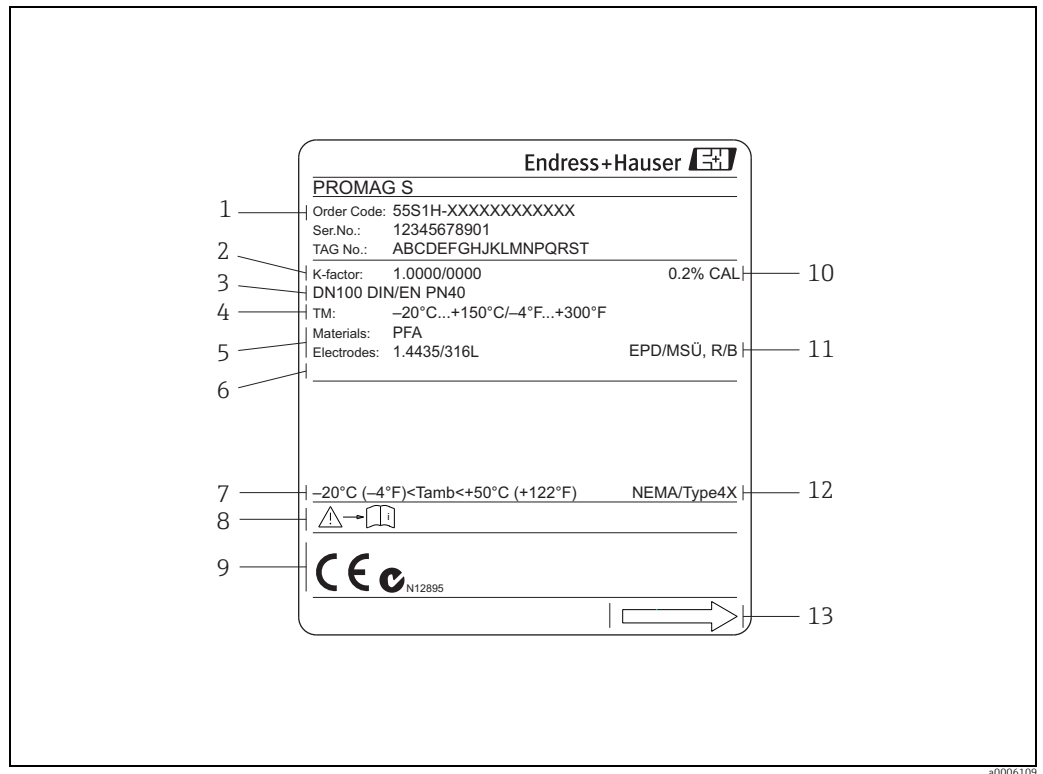 Endress+Hauser
PROMAG S
1
Order Code: 55S1H-XXXXXXXXXXXX
Ser.No.: 12345678901
TAG No.: ABCDEFGHJKLMNPQRST
2
K-factor: 1.0000/0000 0.2% CAL 10
3
DN100 DIN/EN PN40
4
TM: –20°C...+150°C/–4°F...+300°F
Materials: PFA
5
Electrodes: 1.4435/316L EPD/MSÜ, R/B 11
6
7 –20°C (–4°F)<Tamb<+50°C (+122°F) NEMA/Type4X 12
8
i
9
CE
N12895
13
a0006109